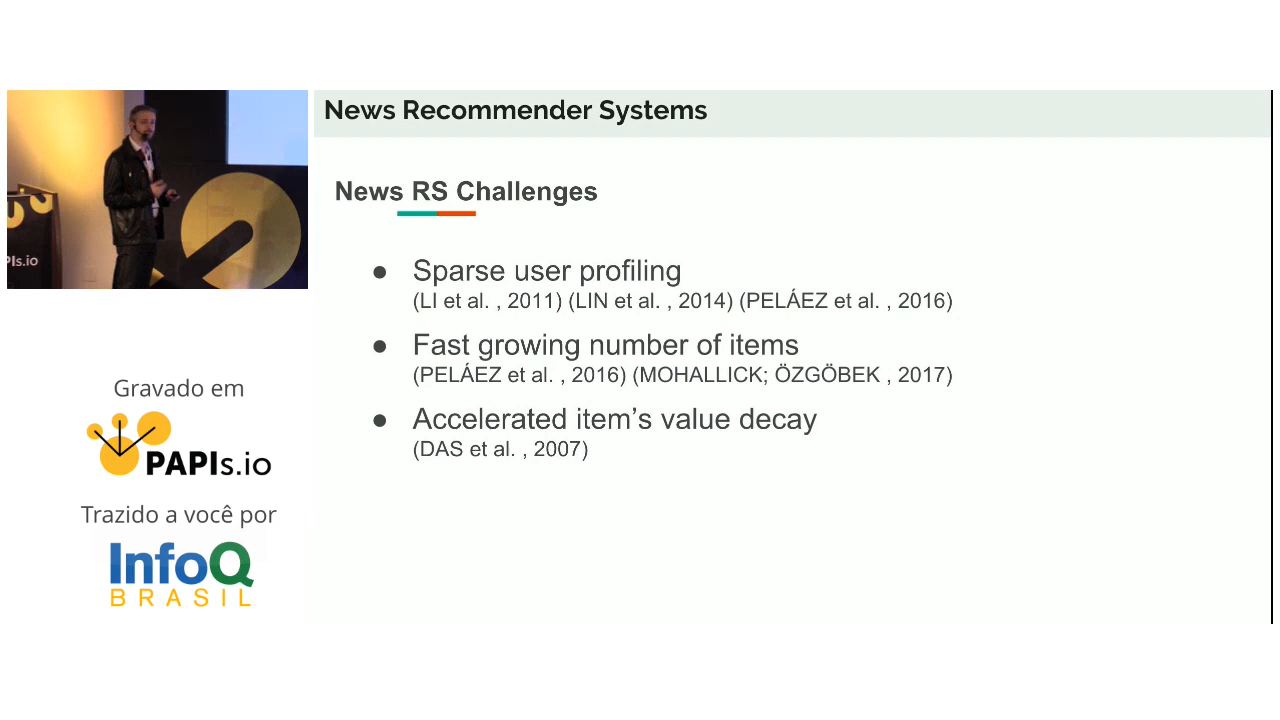 News Recommender Systems
News RS Challenges
● Sparse user profiling
(LI et al. , 2011) (LIN et al. , 2014) (PELÁEZ et al. , 2016)
● Fast growing number of items
(PELÁEZ et al. , 2016) (MOHALLICK; ÖZGÖBEK , 2017)
● Accelerated item's value decay
(DAS et al. , 2007)
PIs.io
Gravado em
PAPIs.io
Trazido a você por
InfoQ
BRASIL